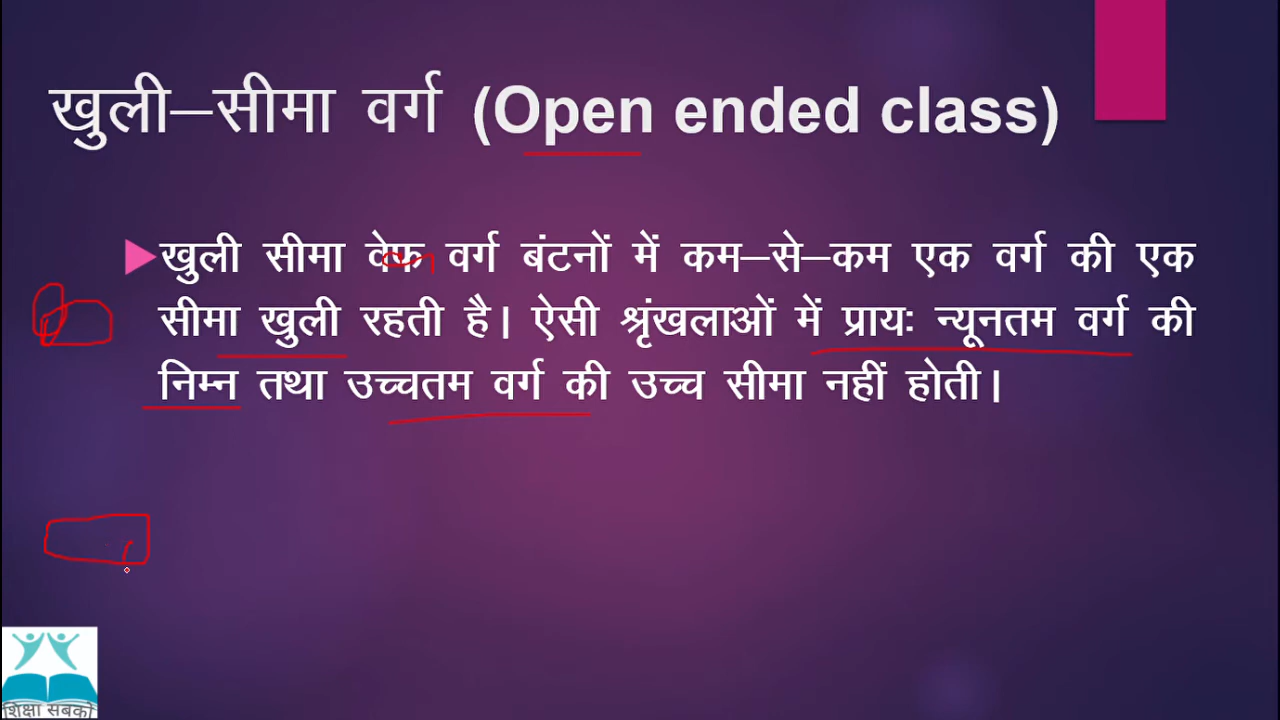 खुली–सीमा वर्ग (Open ended class)
खुली सीमा वेफ वर्ग बंटनों में कम–से–कम एक वर्ग की एक
सीमा खुली रहती है। ऐसी श्रृंखलाओं में प्रायः न्यूनतम वर्ग की
निम्न तथा उच्चतम वर्ग की उच्च सीमा नहीं होती।
शिक्षा सबको